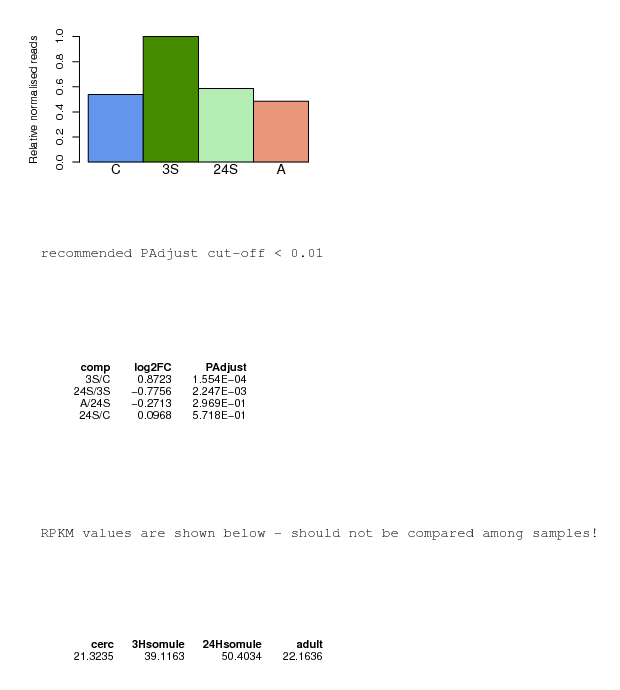 Relative normalised reads
1.0
0.8
0.6
0.4
0.2
0.0
C 3S 24S A
recommended PAdjust cut-off < 0.01
comp log2FC PAdjust
3S/C 0.8723 1.554E−04
24S/3S −0.7756 2.247E−03
A/24S −0.2713 2.969E−01
24S/C 0.0968 5.718E−01
RPKM values are shown below - should not be compared among samples!
cerc 3Hsomule 24Hsomule adult
21.3235 39.1163 50.4034 22.1636